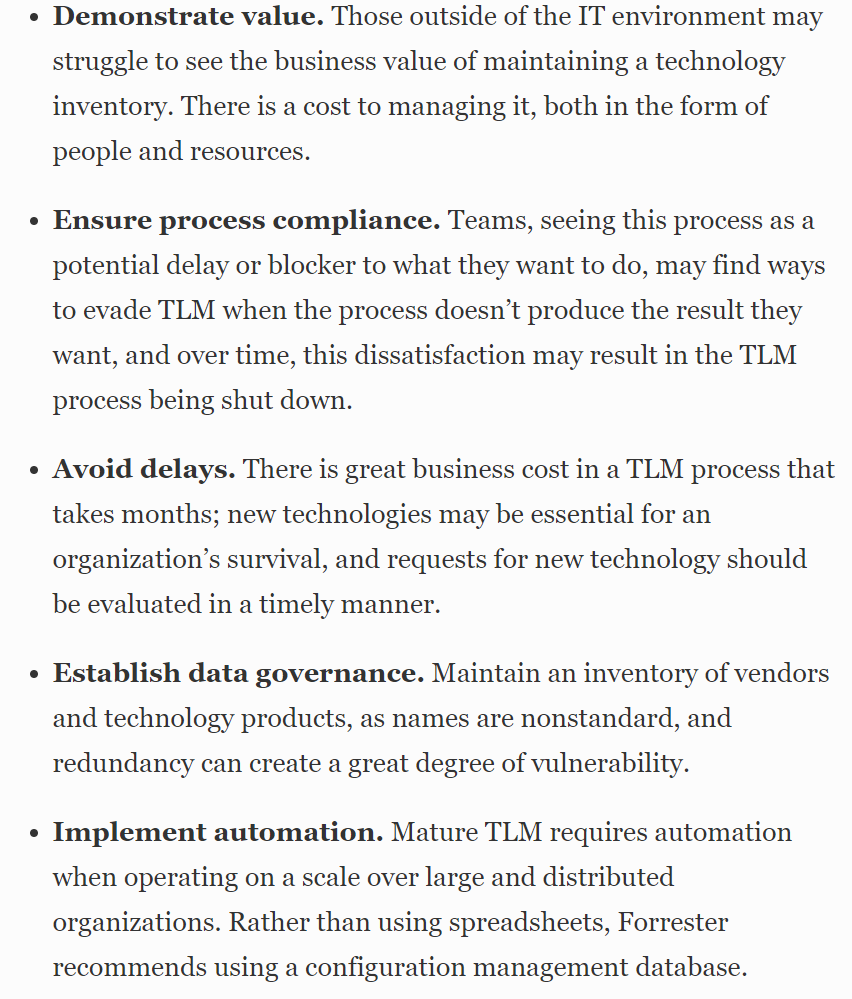 • Demonstrate value. Those outside of the IT environment may
struggle to see the business value of maintaining a technology
inventory. There is a cost to managing it, both in the form of
people and resources.
• Ensure process compliance. Teams, seeing this process as a
potential delay or blocker to what they want to do, may find ways
to evade TLM when the process doesn’t produce the result they
want, and over time, this dissatisfaction may result in the TLM
process being shut down.
• Avoid delays. There is great business cost in a TLM process that
takes months; new technologies may be essential for an
organization’s survival, and requests for new technology should
be evaluated in a timely manner.
• Establish data governance. Maintain an inventory of vendors
and technology products, as names are nonstandard, and
redundancy can create a great degree of vulnerability.
• Implement automation. Mature TLM requires automation
when operating on a scale over large and distributed
organizations. Rather than using spreadsheets, Forrester
recommends using a configuration management database.